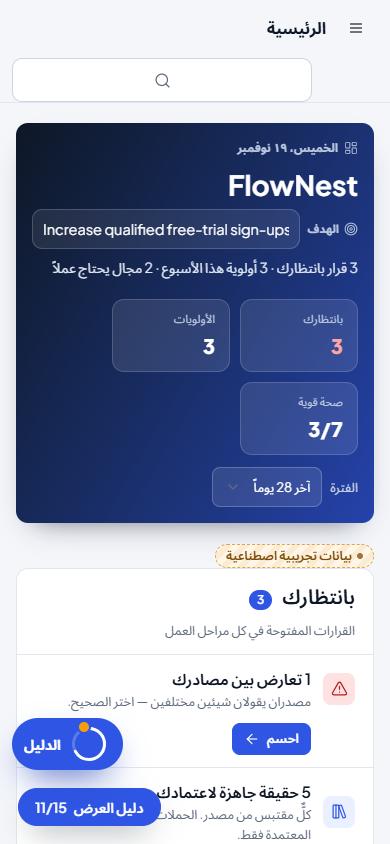 الرئيسية
الخميس، ١٩ نوفمبر
FlowNest
الهدف
Increase qualified free-trial sign-ups
3 قرار بانتظارك · 3 أولوية هذا الأسبوع · 2 مجال يحتاج عملاً
بانتظارك
3
الأولويات
3
صحة قوية
3/7
الفترة
آخر 28 يوماً
بيانات تجريبية اصطناعية
بانتظارك 3
القرارات المفتوحة في كل مراحل العمل
1 تعارض بين مصادرك
مصدران يقولان شيئين مختلفين — اختر الصحيح.
احسم
الدليل
5 حقيقة جاهزة لاعتمادك
دليل العرض 11/15
كلٌّ مقتبس من مصدر. الحملات
المعتمدة فقط.